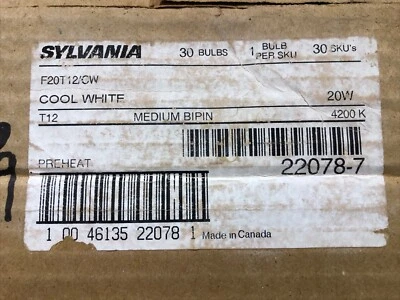 SYLVANIA 30 BULBS 1 BULB PER SKU 30 SKU's
F20T12/CW
COOL WHITE 20W
T12 MEDIUM BIPIN 4200 K
PREHEAT 22078-7
1 00 46135 22078 1 Made in Canada